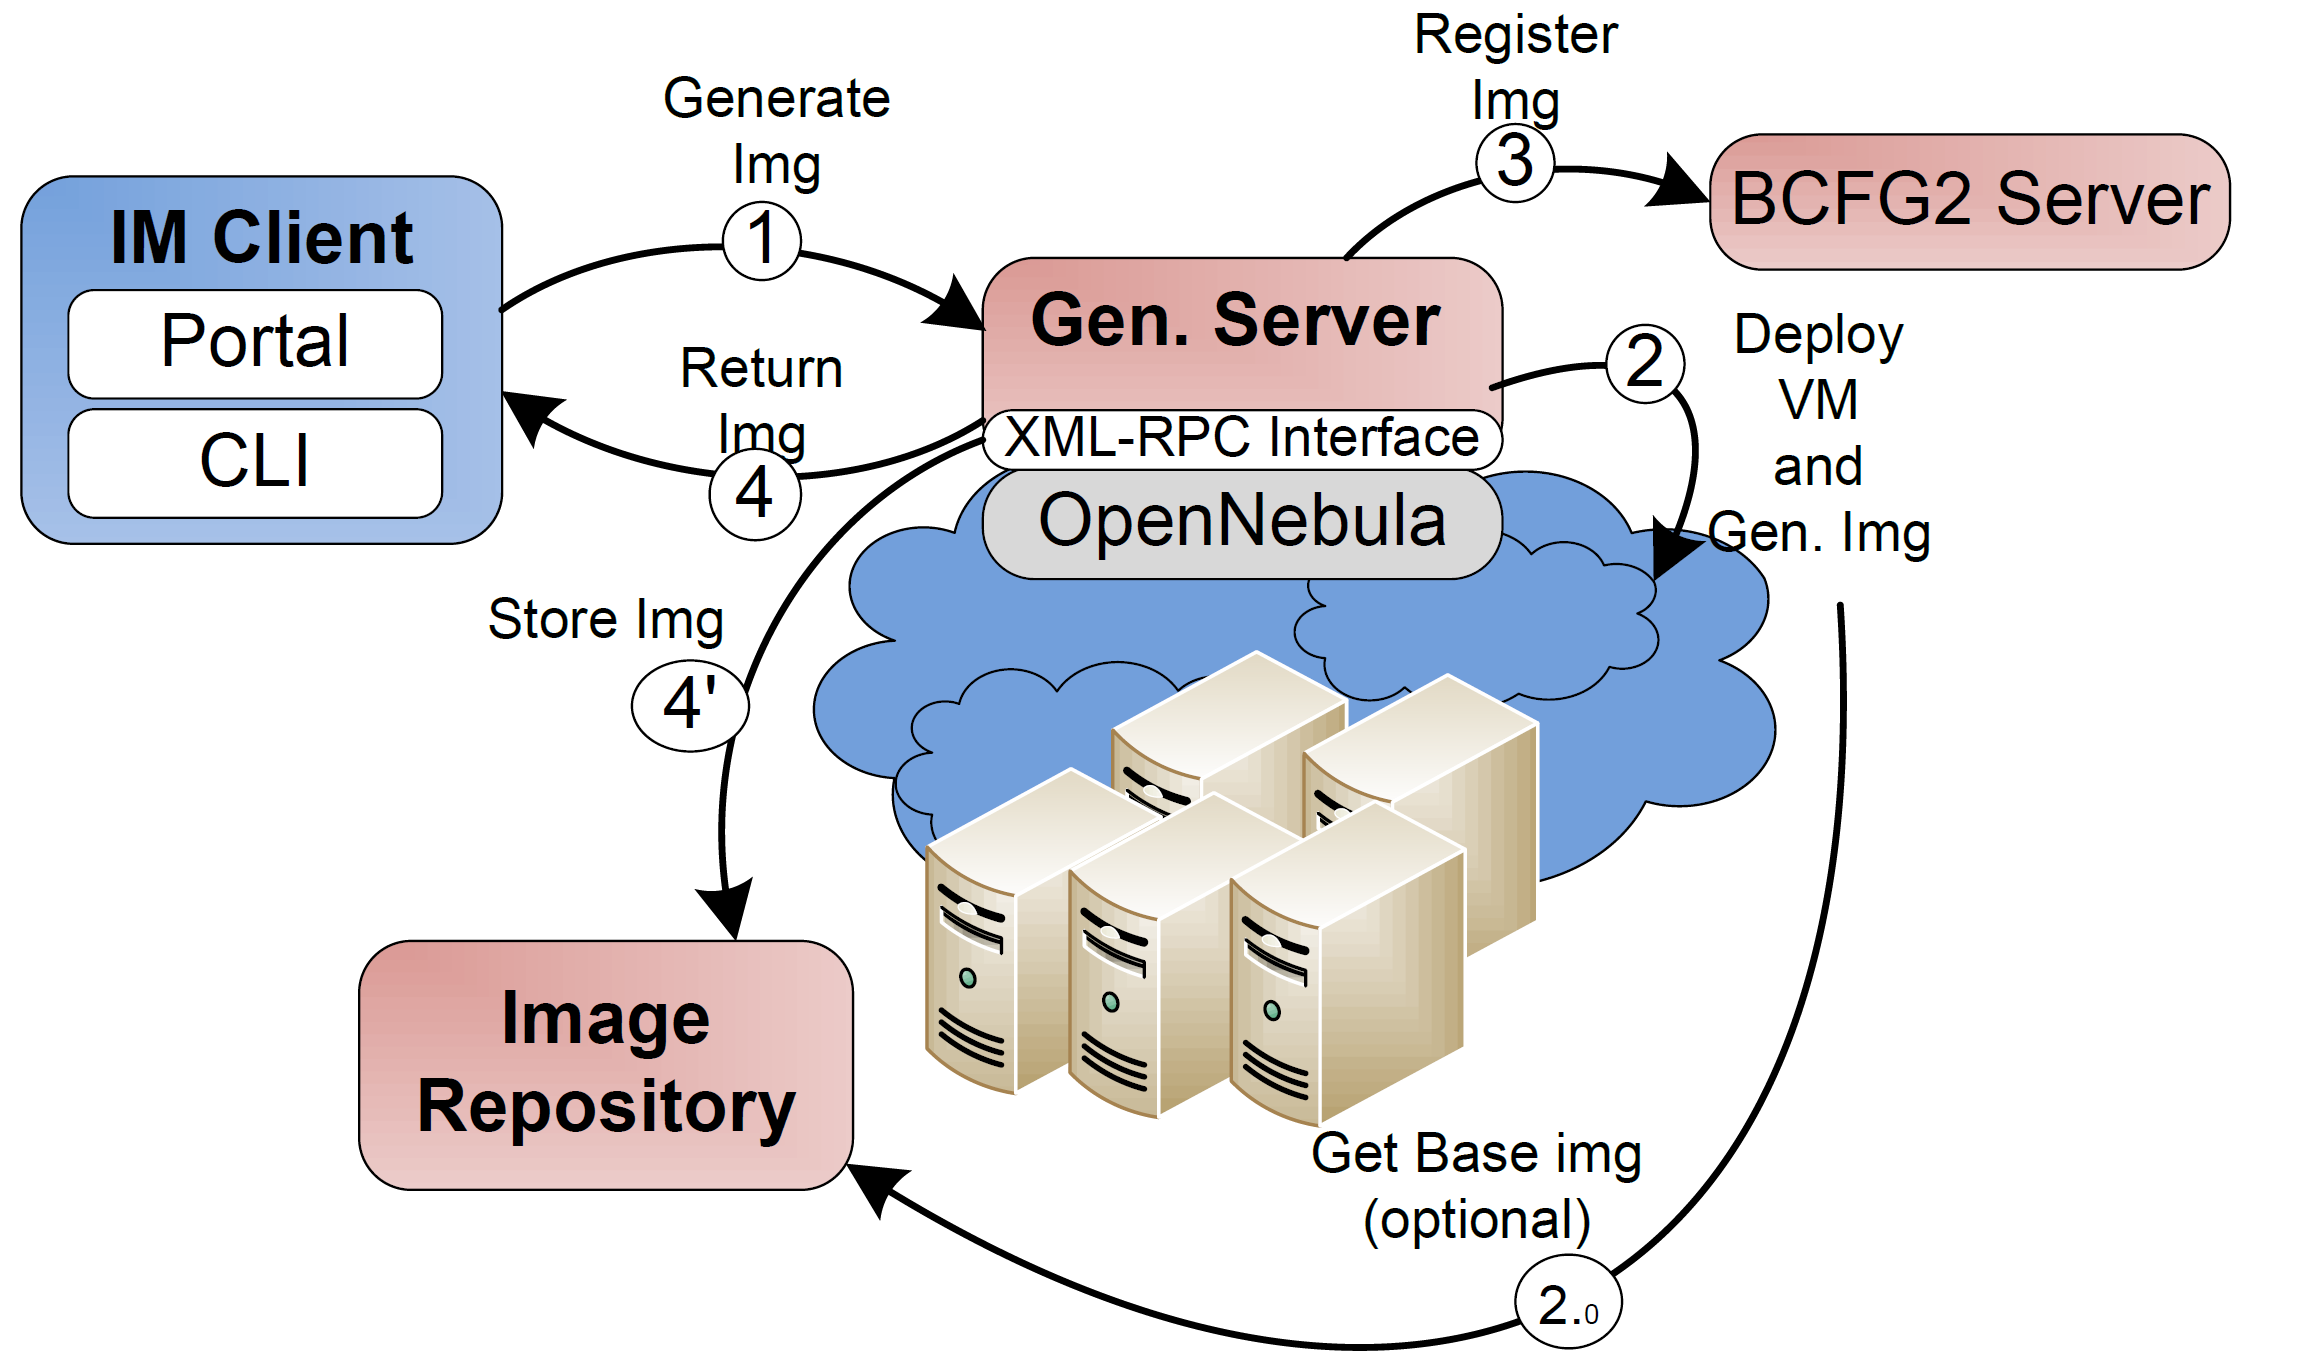 Register
Img
3
BCFG2 Server
Generate
Img
1
IM Client
Portal
CLI
Return
Img
4
Gen. Server
XML-RPC Interface
OpenNebula
2
Deploy
VM
and
Gen. Img
Store Img
4'
Image
Repository
Get Base img
(optional)
2.0